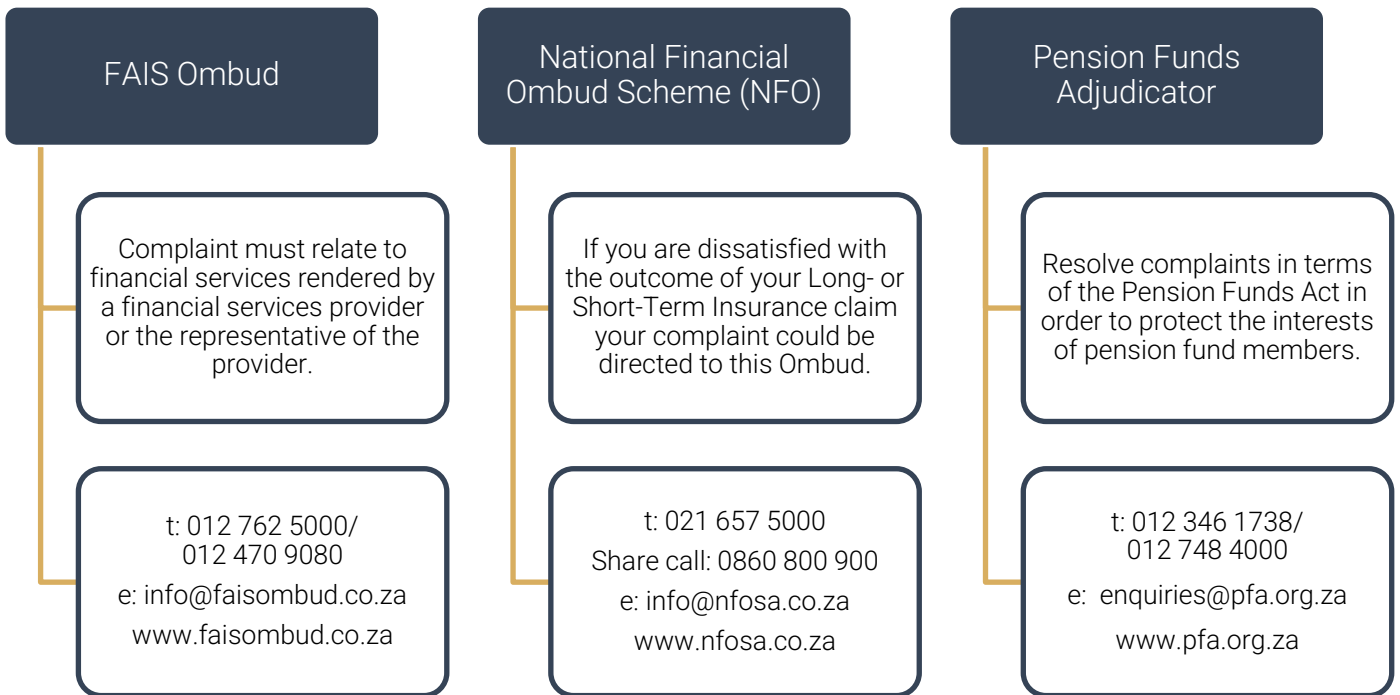 FAIS Ombud
Complaint must relate to
financial services rendered by
a financial services provider
or the representative of the
provider.
t: 012 762 5000/
012 470 9080
e: info@faisombud.co.za
www.faisombud.co.za
National Financial
Ombud Scheme (NFO)
If you are dissatisfied with
the outcome of your Long- or
Short-Term Insurance claim
your complaint could be
directed to this Ombud.
t: 021 657 5000
Share call: 0860 800 900
e: info@nfosa.co.za
www.nfosa.co.za
Pension Funds
Adjudicator
Resolve complaints in terms
of the Pension Funds Act in
order to protect the interests
of pension fund members.
t: 012 346 1738/
012 748 4000
e: enquiries@pfa.org.za
www.pfa.org.za